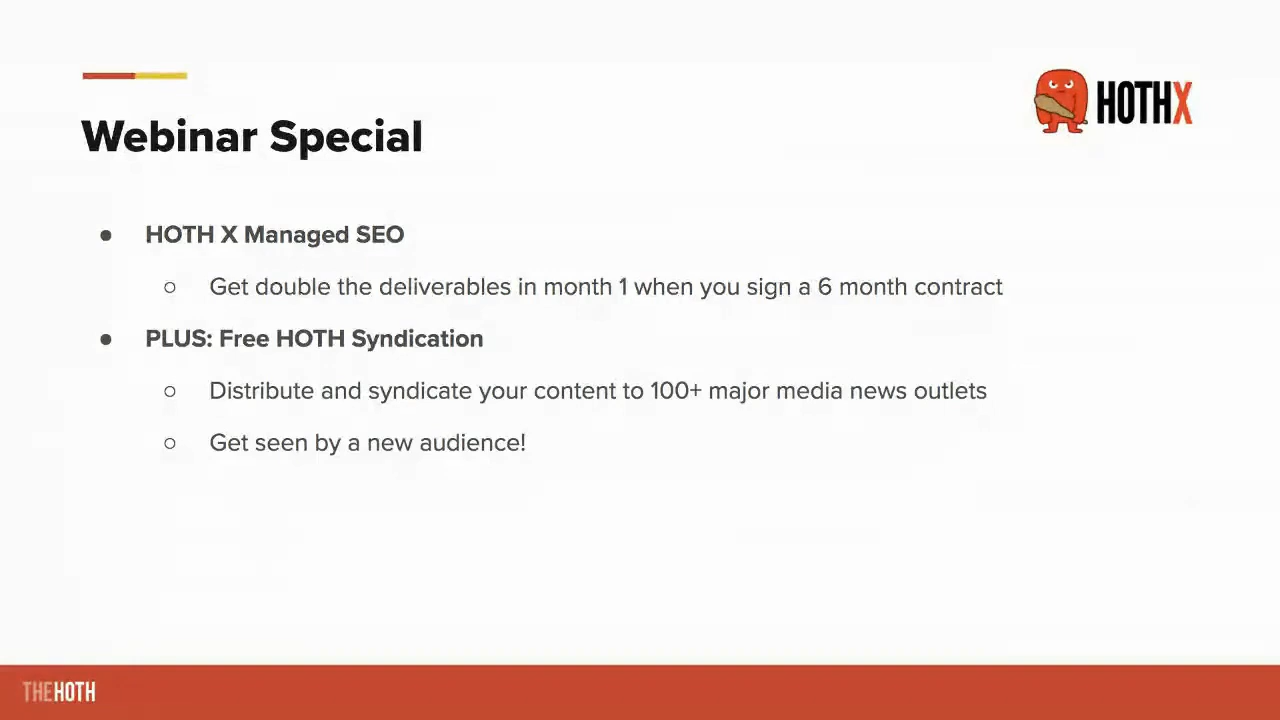 HOTHX
Webinar Special
● HOTH X Managed SEO
○ Get double the deliverables in month 1 when you sign a 6 month contract
● PLUS: Free HOTH Syndication
○ Distribute and syndicate your content to 100+ major media news outlets
○ Get seen by a new audience!
THEHOTH